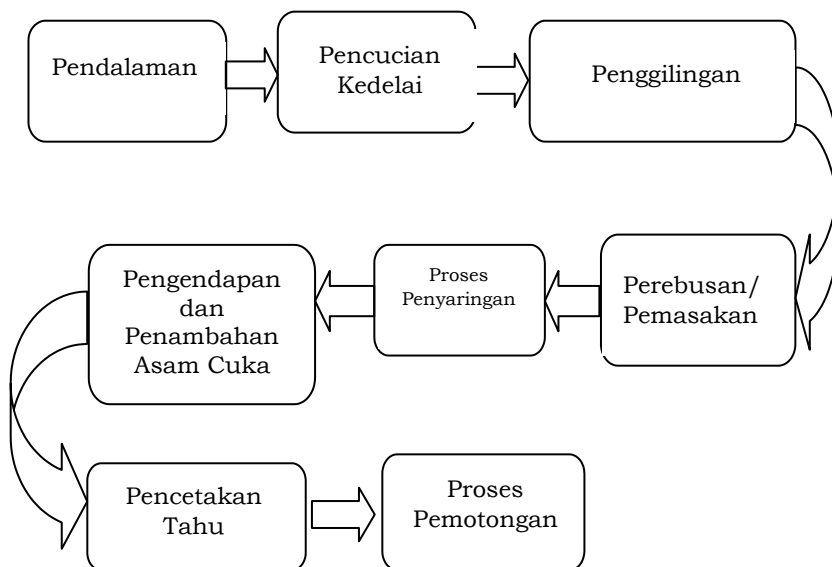 Pendalaman
Pencucian
Kedelai
Penggilingan
Perebusan/
Pemasakan
Proses
Penyaringan
Pengendapan
dan
Penambahan
Asam Cuka
Pencetakan
Tahu
Proses
Pemotongan